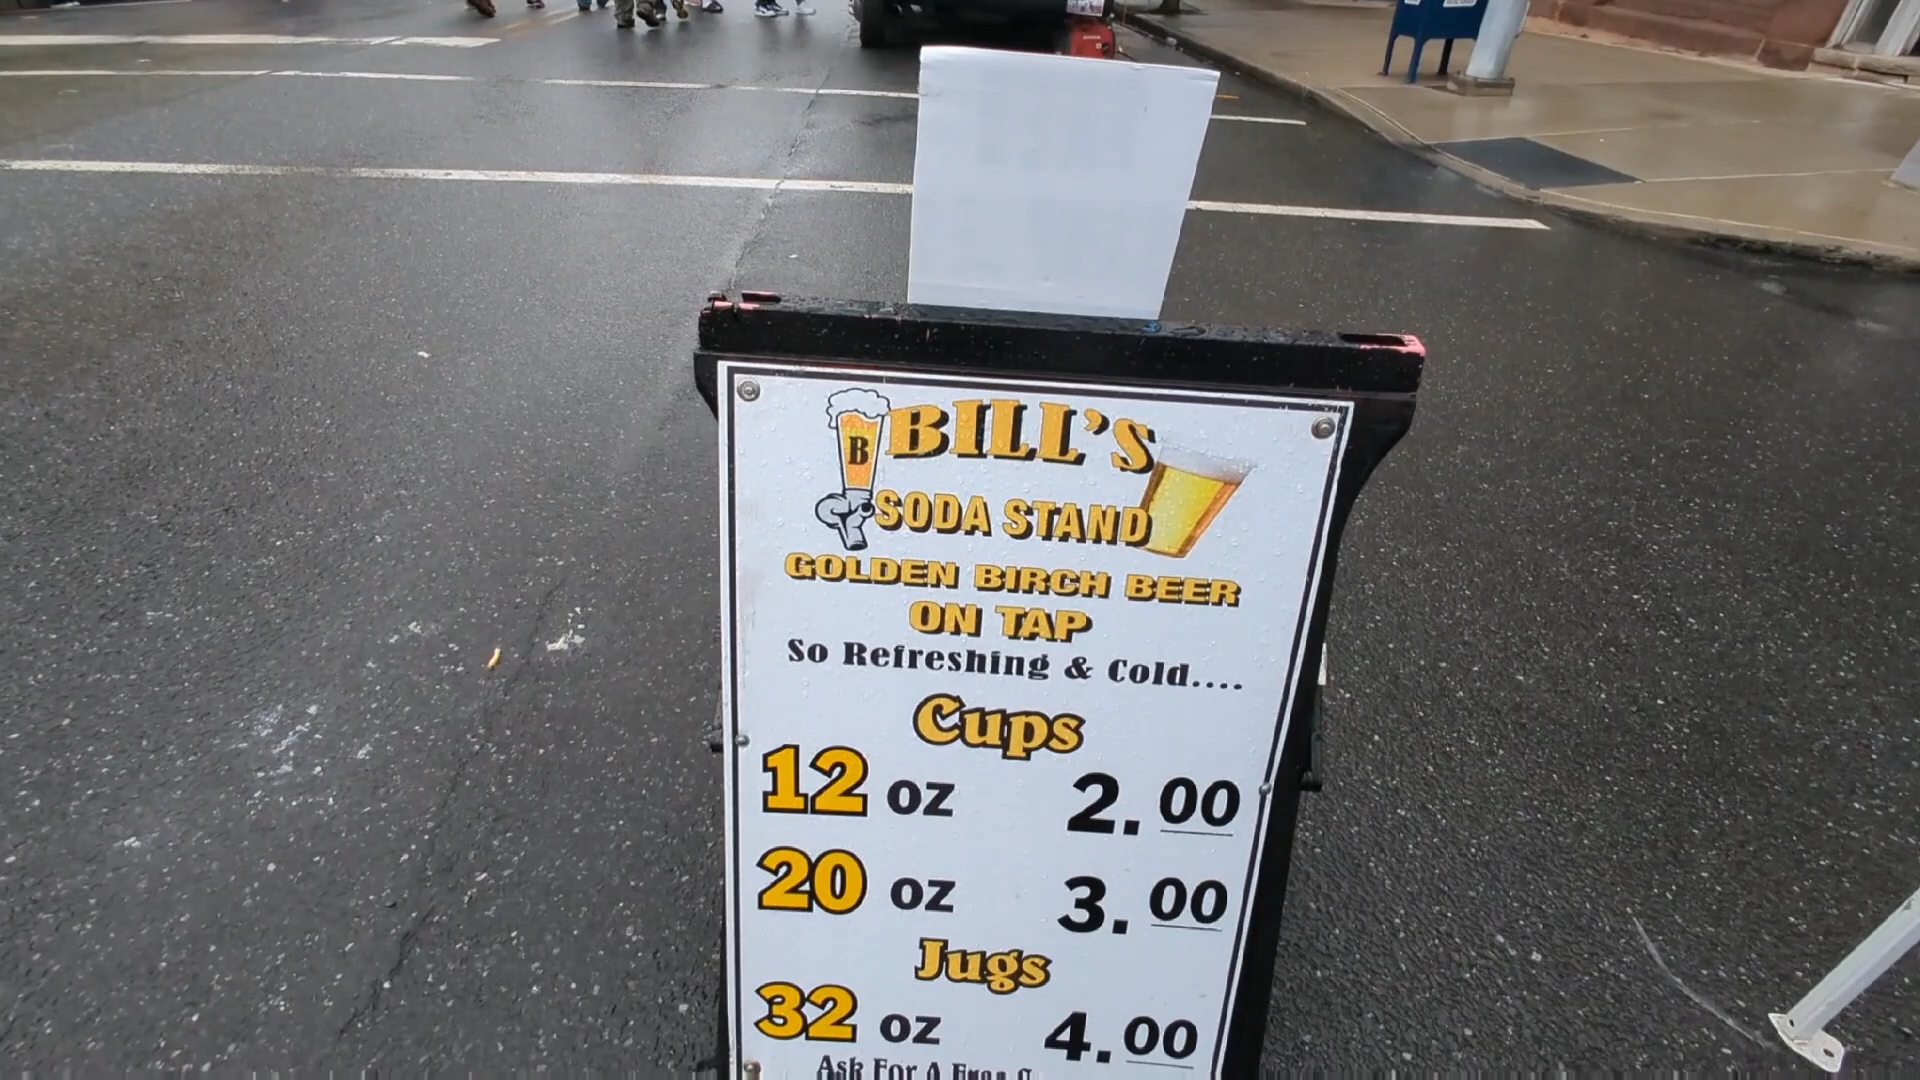 B
BILL'S
SODA STAND
GOLDEN BIRCH BEER
ON TAP
So Refreshing & Cold....
Cups
12 oz 2.00
20 oz 3.00
Jugs
32 oz 4.00
Ask For A